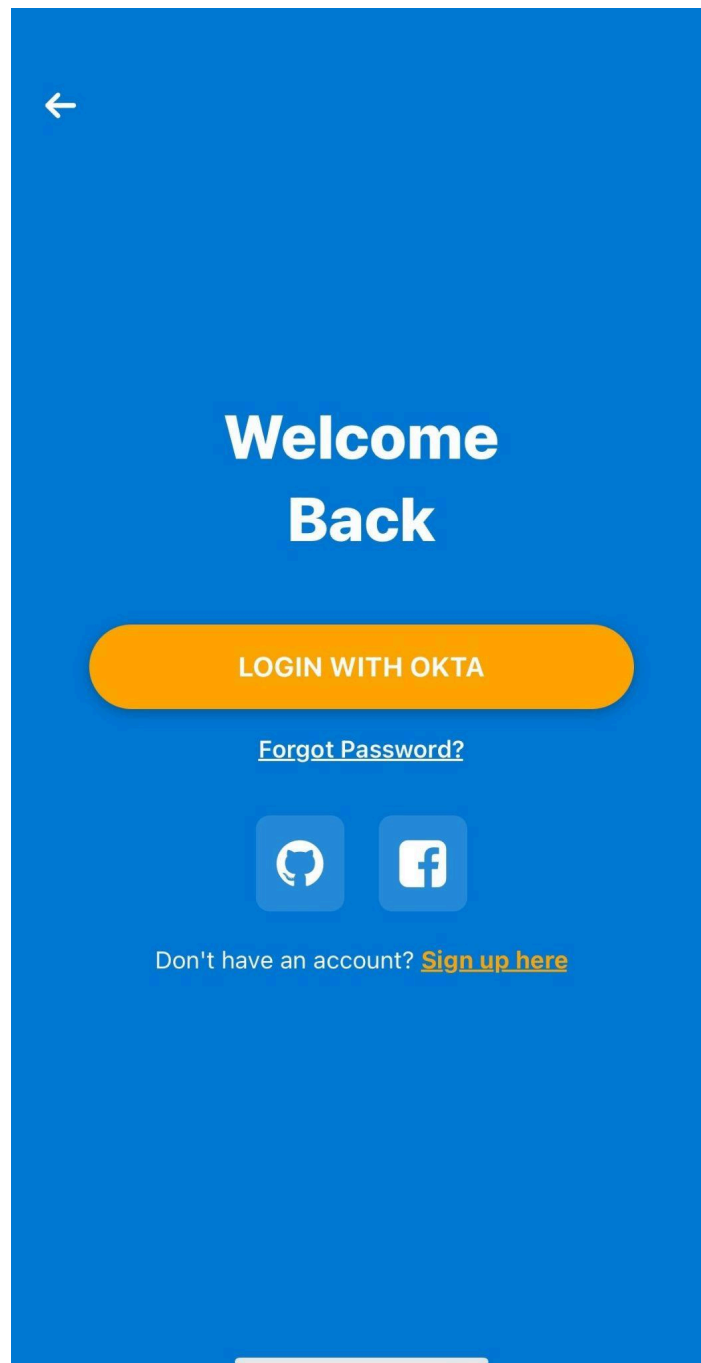 Welcome
Back
LOGIN WITH OKTA
Forgot Password?
Don't have an account? Sign up here